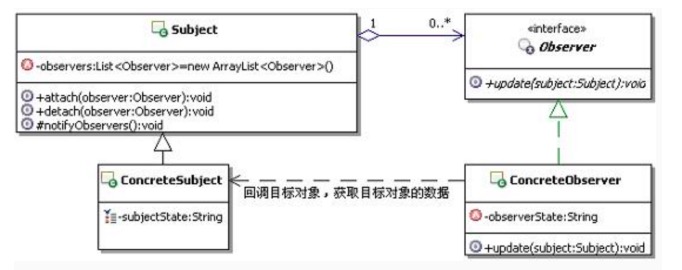 Subject
-observers:List<Observer>=new ArrayList<Observer>()
+attach(observer:Observer):void
+detach(observer:Observer):void
#notifyObservers():void
1
0..*
«interface»
Observer
+update(subject:Subject):void
ConcreteSubject
-subjectState:String
回调目标对象，获取目标对象的数据
ConcreteObserver
-observerState:String
+update(subject:Subject):void